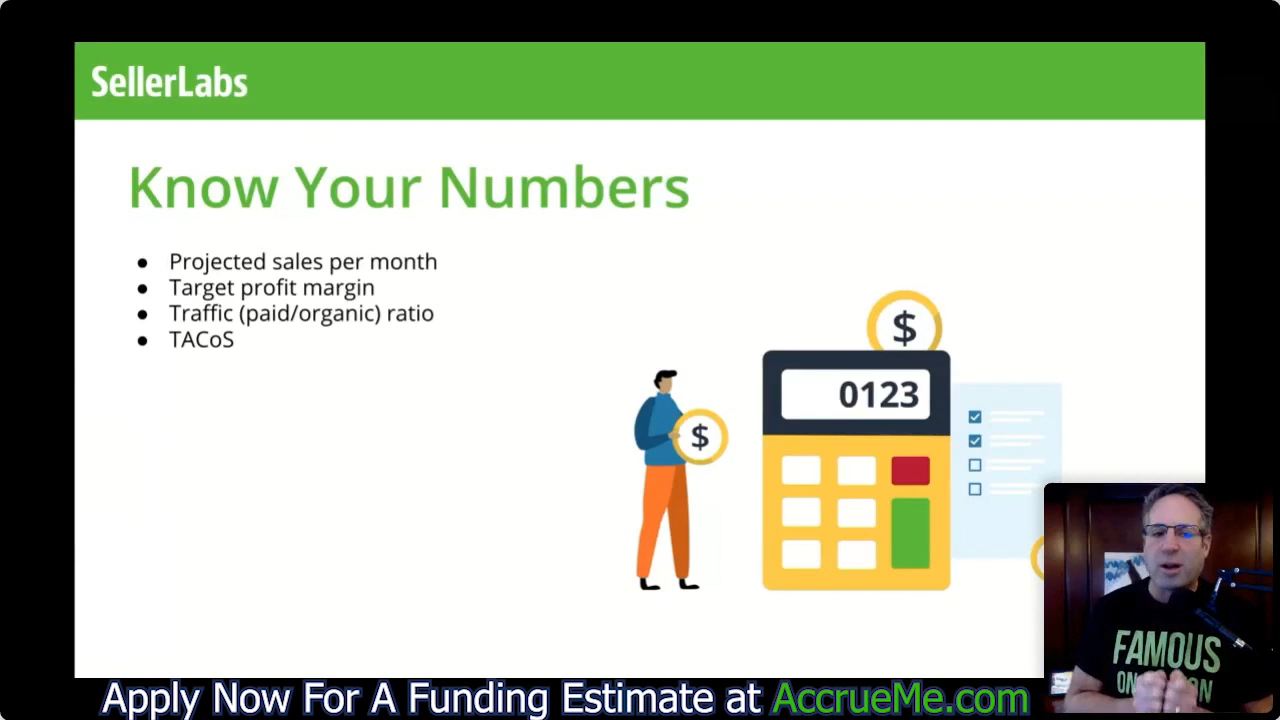 SellerLabs
Know Your Numbers
● Projected sales per month
● Target profit margin
● Traffic (paid/organic) ratio
● TACoS
$
0123
$
FAMOUS
Apply Now For A Funding Estimate at AccrueMe.com